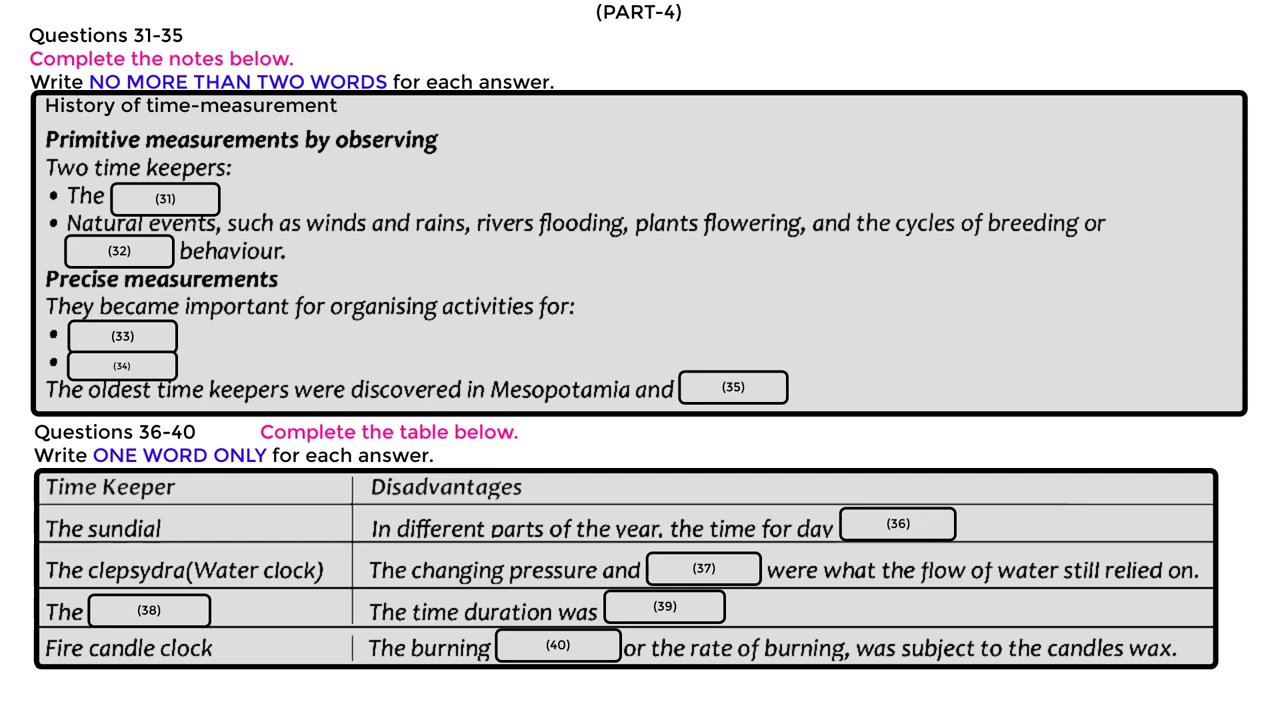 (PART-4)
Questions 31-35
Complete the notes below.
Write NO MORE THAN TWO WORDS for each answer.
History of time-measurement
Primitive measurements by observing
Two time keepers:
• The (31)
• Natural events, such as winds and rains, rivers flooding, plants flowering, and the cycles of breeding or
(32) behaviour.
Precise measurements
They became important for organising activities for:
• (33)
• (34)
The oldest time keepers were discovered in Mesopotamia and (35)
Questions 36-40 Complete the table below.
Write ONE WORD ONLY for each answer.
Time Keeper Disadvantages
The sundial In different parts of the year, the time for day (36)
The clepsydra(Water clock) The changing pressure and (37) were what the flow of water still relied on.
The (38) The time duration was (39)
Fire candle clock The burning (40) or the rate of burning, was subject to the candles wax.